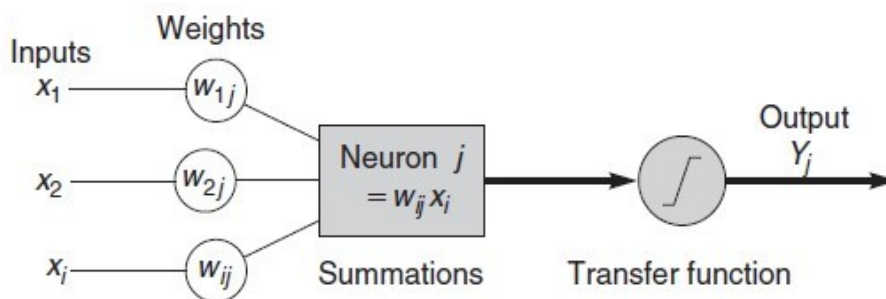 Weights
Inputs
x1
w1j
x2
w2j
xi
wij
Neuron j
= wij xi
Summations
Transfer function
Output
Yj